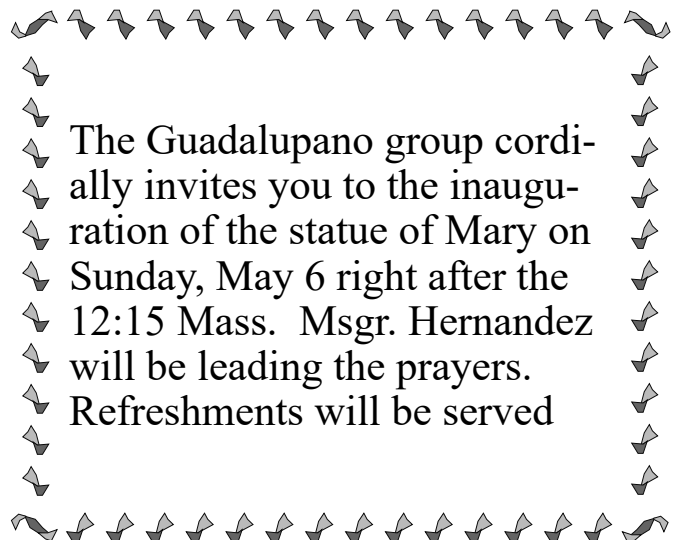 The Guadalupano group cordi-
ally invites you to the inaugu-
ration of the statue of Mary on
Sunday, May 6 right after the
12:15 Mass.  Msgr. Hernandez
will be leading the prayers.
Refreshments will be served